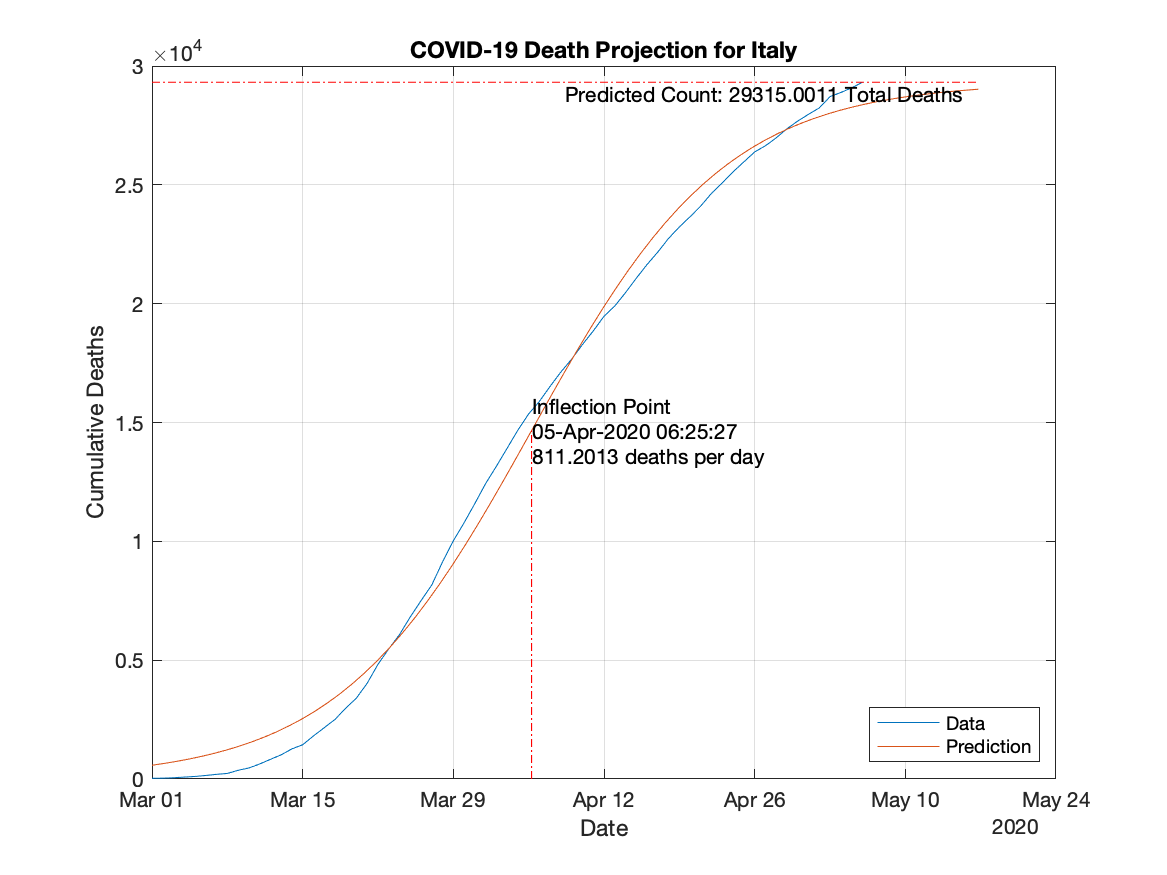 COVID-19 Death Projection for Italy
×10⁴
3
Predicted Count: 29315.0011 Total Deaths
2.5
2
1.5
Inflection Point
05-Apr-2020 06:25:27
811.2013 deaths per day
1
0.5
0
Cumulative Deaths
Data
Prediction
Mar 01 Mar 15 Mar 29 Apr 12 Apr 26 May 10 May 24
Date
2020